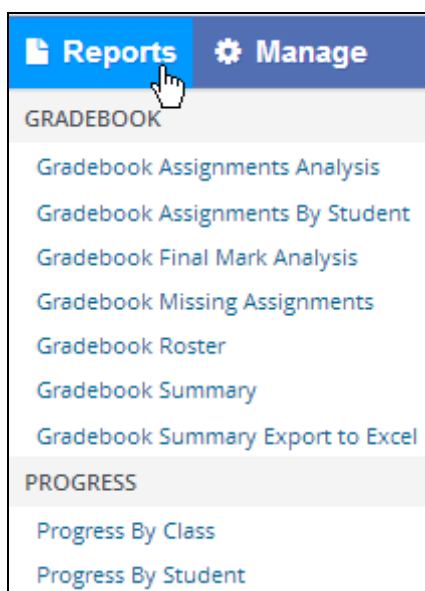 Reports Manage
GRADEBOOK
Gradebook Assignments Analysis
Gradebook Assignments By Student
Gradebook Final Mark Analysis
Gradebook Missing Assignments
Gradebook Roster
Gradebook Summary
Gradebook Summary Export to Excel
PROGRESS
Progress By Class
Progress By Student